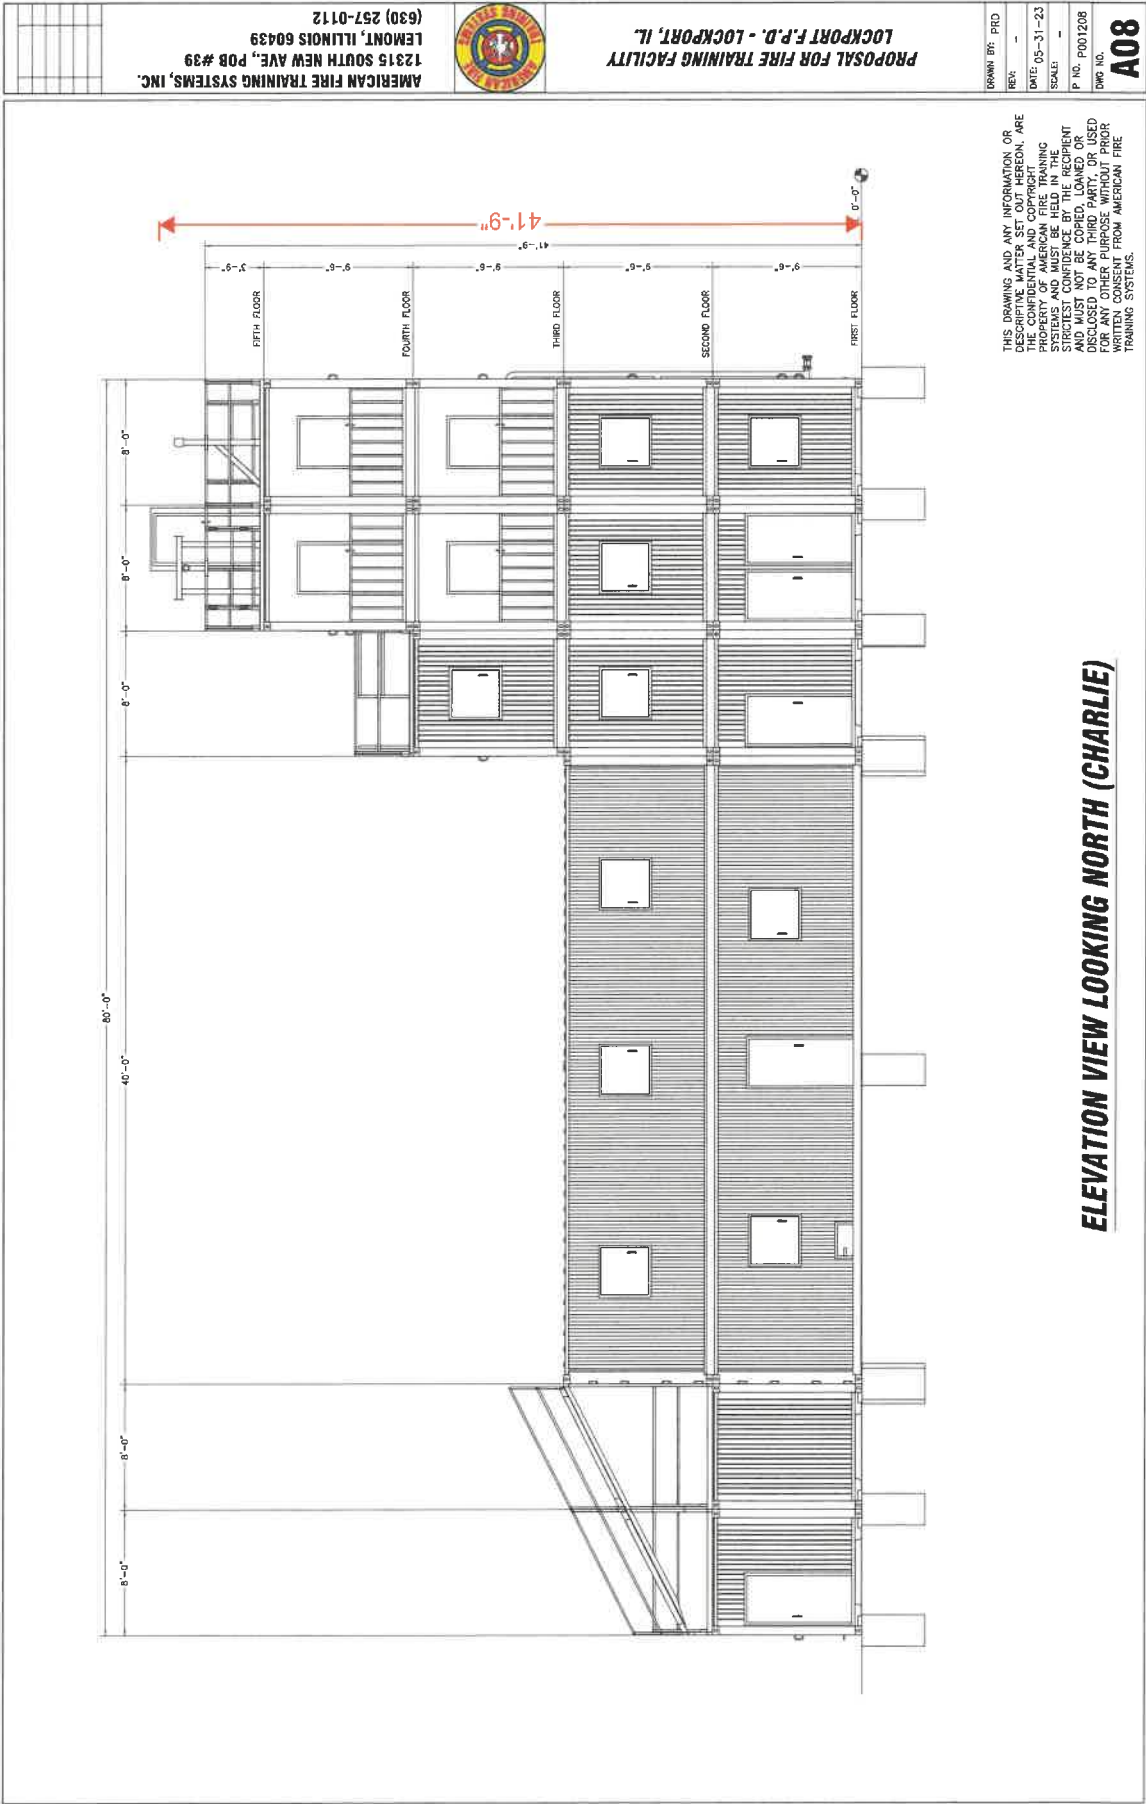 AMERICAN FIRE TRAINING SYSTEMS, INC.
12315 SOUTH NEW AVE., POB #39
LEMONT, ILLINOIS 60439
(630) 257-0112
AMERICAN FIRE
TRAINING SYSTEMS
PROPOSAL FOR FIRE TRAINING FACILITY
LOCKPORT F.P.D. - LOCKPORT, IL.
DRAWN BY: PRD
REV: -
DATE: 05-31-23
SCALE: -
P NO. P001208
DWG NO.
A08
THIS DRAWING AND ANY INFORMATION OR
DESCRIPTIVE MATTER SET OUT HEREON, ARE
THE CONFIDENTIAL AND COPYRIGHT
PROPERTY OF AMERICAN FIRE TRAINING
SYSTEMS AND MUST BE HELD IN THE
STRICTEST CONFIDENCE BY THE RECIPIENT
AND MUST NOT BE COPIED, LOANED OR
DISCLOSED TO ANY THIRD PARTY, OR USED
FOR ANY OTHER PURPOSE WITHOUT PRIOR
WRITTEN CONSENT FROM AMERICAN FIRE
TRAINING SYSTEMS.
80'-0"
8'-0"
8'-0"
40'-0"
8'-0"
8'-0"
8'-0"
41'-9"
41'-9"
3'-9"
9'-6"
9'-6"
9'-6"
9'-6"
0'-0"
FIFTH FLOOR
FOURTH FLOOR
THIRD FLOOR
SECOND FLOOR
FIRST FLOOR
ELEVATION VIEW LOOKING NORTH (CHARLIE)